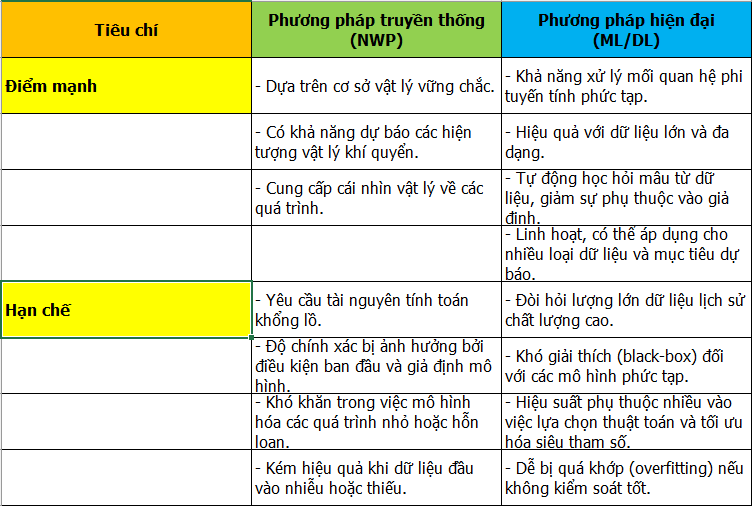 Tiêu chí
Phương pháp truyền thống
(NWP)
Phương pháp hiện đại
(ML/DL)
Điểm mạnh
- Dựa trên cơ sở vật lý vững chắc.
- Khả năng xử lý mối quan hệ phi
tuyến tính phức tạp.
- Có khả năng dự báo các hiện
tượng vật lý khí quyển.
- Hiệu quả với dữ liệu lớn và đa
dạng.
- Cung cấp cái nhìn vật lý về các
quá trình.
- Tự động học hỏi mẫu từ dữ
liệu, giảm sự phụ thuộc vào giả
định.
- Linh hoạt, có thể áp dụng cho
nhiều loại dữ liệu và mục tiêu dự
báo.
Hạn chế
- Yêu cầu tài nguyên tính toán
khổng lồ.
- Đòi hỏi lượng lớn dữ liệu lịch sử
chất lượng cao.
- Độ chính xác bị ảnh hưởng bởi
điều kiện ban đầu và giả định mô
hình.
- Khó giải thích (black-box) đối
với các mô hình phức tạp.
- Khó khăn trong việc mô hình
hóa các quá trình nhỏ hoặc hỗn
loạn.
- Hiệu suất phụ thuộc nhiều vào
việc lựa chọn thuật toán và tối ưu
hóa siêu tham số.
- Kém hiệu quả khi dữ liệu đầu
vào nhiễu hoặc thiếu.
- Dễ bị quá khớp (overfitting) nếu
không kiểm soát tốt.